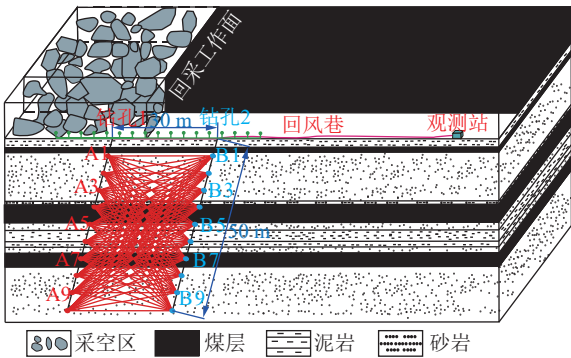 回采工作面
钻孔1 50 m 钻孔2
回风巷
观测站
A1 B1
A3 B3
A5 B5
50 m
A7 B7
A9 B9
采空区 煤层 泥岩 砂岩